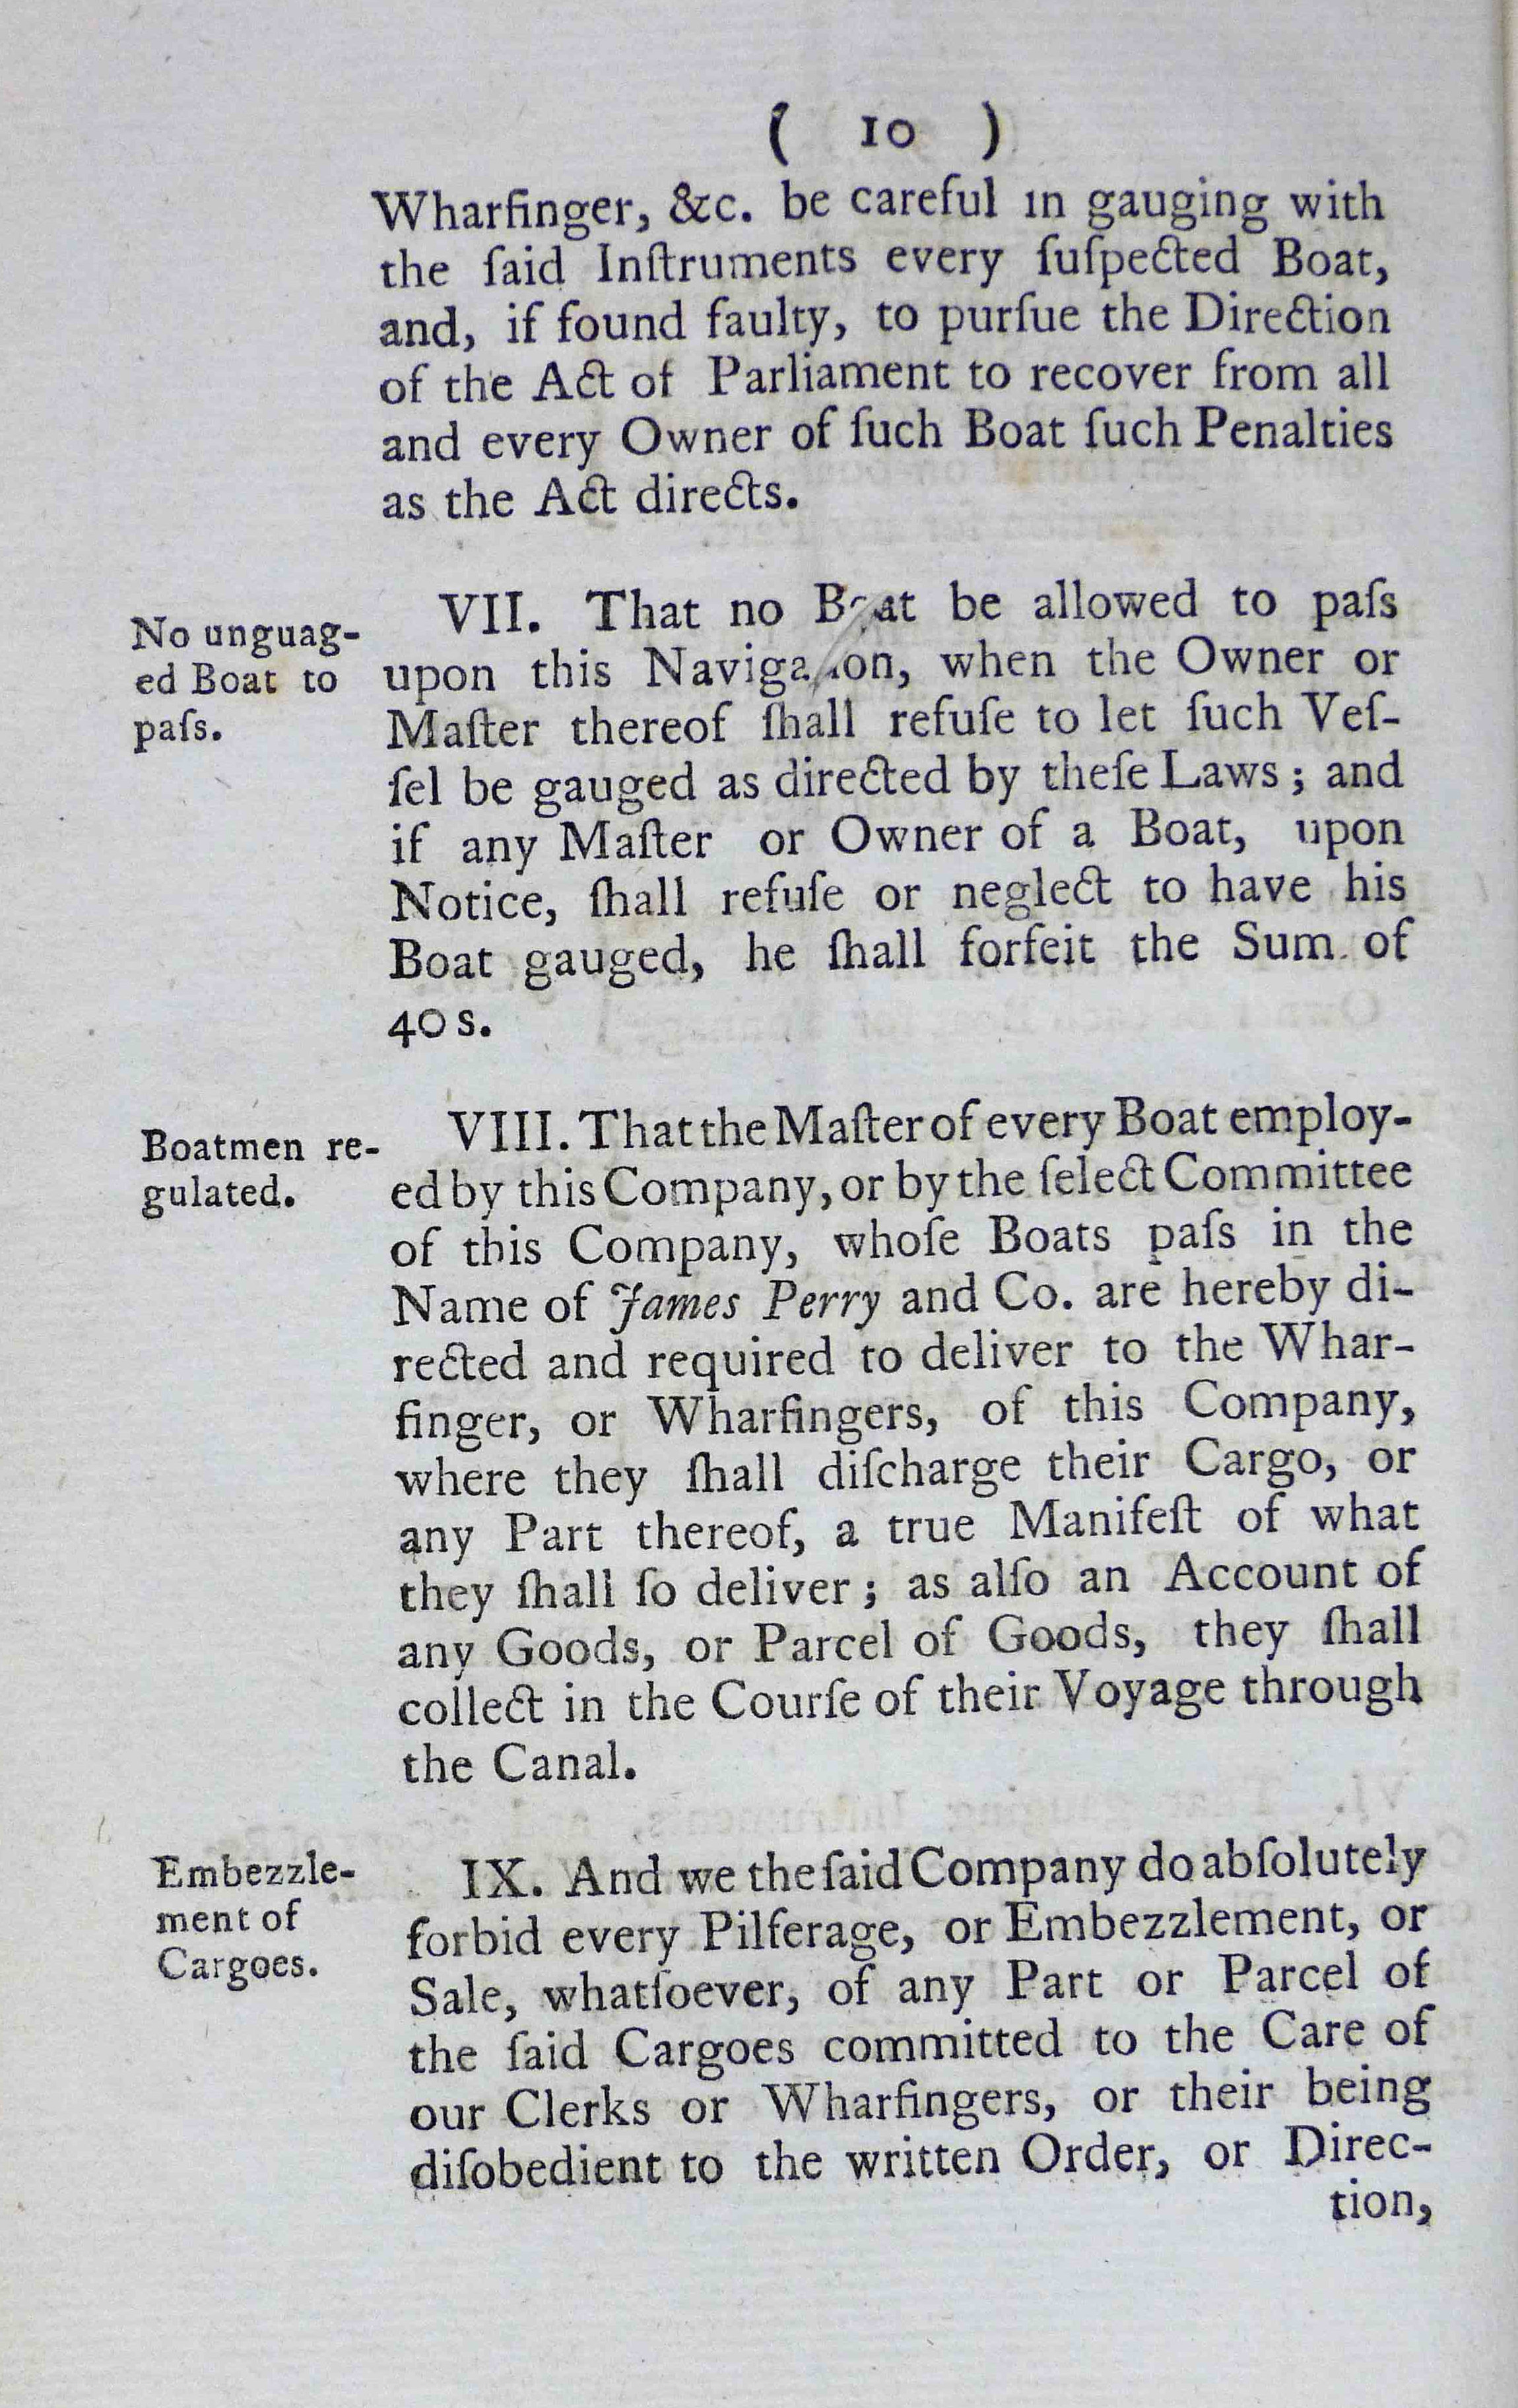 ( 10 )
Wharfinger, &c. be careful in gauging with
the ſaid Inſtruments every ſuſpected Boat,
and, if found faulty, to purſue the Direction
of the Act of Parliament to recover from all
and every Owner of ſuch Boat ſuch Penalties
as the Act directs.
No unguag-
ed Boat to
paſs.
VII. That no Boat be allowed to paſs
upon this Navigation, when the Owner or
Maſter thereof ſhall refuſe to let ſuch Veſ-
ſel be gauged as directed by theſe Laws; and
if any Maſter or Owner of a Boat, upon
Notice, ſhall refuſe or neglect to have his
Boat gauged, he ſhall forfeit the Sum of
40 s.
Boatmen re-
gulated.
VIII. That the Maſter of every Boat employ-
ed by this Company, or by the ſelect Committee
of this Company, whoſe Boats paſs in the
Name of James Perry and Co. are hereby di-
rected and required to deliver to the Whar-
finger, or Wharfingers, of this Company,
where they ſhall diſcharge their Cargo, or
any Part thereof, a true Manifeſt of what
they ſhall ſo deliver; as alſo an Account of
any Goods, or Parcel of Goods, they ſhall
collect in the Courſe of their Voyage through
the Canal.
Embezzle-
ment of
Cargoes.
IX. And we the ſaid Company do abſolutely
forbid every Pilferage, or Embezzlement, or
Sale, whatſoever, of any Part or Parcel of
the ſaid Cargoes committed to the Care of
our Clerks or Wharfingers, or their being
diſobedient to the written Order, or Direc-
tion,